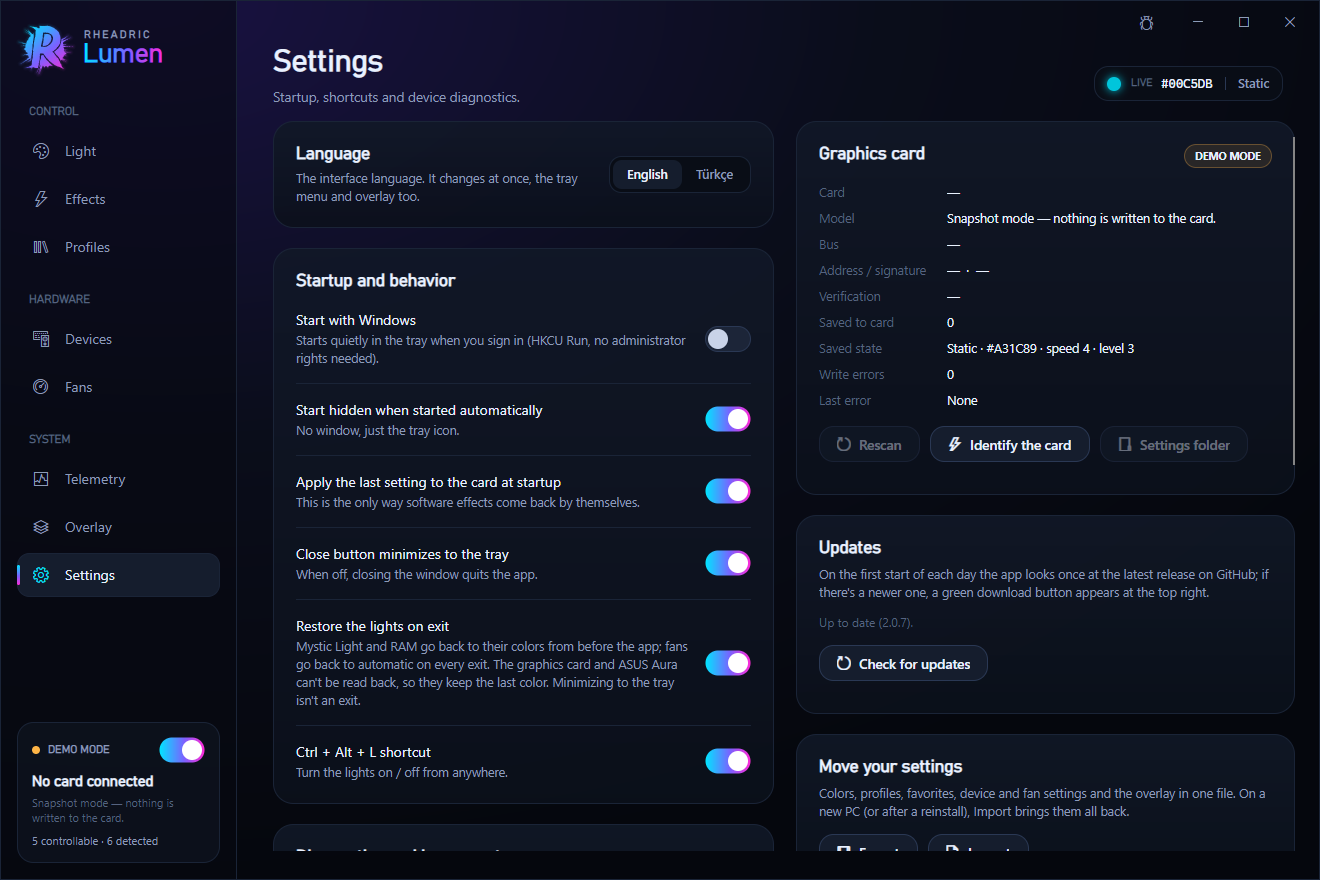 RHEADRIC
Lumen
CONTROL
Light
Effects
Profiles
HARDWARE
Devices
Fans
SYSTEM
Telemetry
Overlay
Settings
DEMO MODE
No card connected
Snapshot mode — nothing is
written to the card.
5 controllable · 6 detected
Settings
Startup, shortcuts and device diagnostics.
LIVE #00C5DB Static
Language
The interface language. It changes at once, the tray
menu and overlay too.
English Türkçe
Startup and behavior
Start with Windows
Starts quietly in the tray when you sign in (HKCU Run, no administrator
rights needed).
Start hidden when started automatically
No window, just the tray icon.
Apply the last setting to the card at startup
This is the only way software effects come back by themselves.
Close button minimizes to the tray
When off, closing the window quits the app.
Restore the lights on exit
Mystic Light and RAM go back to their colors from before the app; fans
go back to automatic on every exit. The graphics card and ASUS Aura
can't be read back, so they keep the last color. Minimizing to the tray
isn't an exit.
Ctrl + Alt + L shortcut
Turn the lights on / off from anywhere.
Graphics card
DEMO MODE
Card —
Model Snapshot mode — nothing is written to the card.
Bus —
Address / signature — · —
Verification —
Saved to card 0
Saved state Static · #A31C89 · speed 4 · level 3
Write errors 0
Last error None
Rescan Identify the card Settings folder
Updates
On the first start of each day the app looks once at the latest release on GitHub; if
there's a newer one, a green download button appears at the top right.
Up to date (2.0.7).
Check for updates
Move your settings
Colors, profiles, favorites, device and fan settings and the overlay in one file. On a
new PC (or after a reinstall), Import brings them all back.